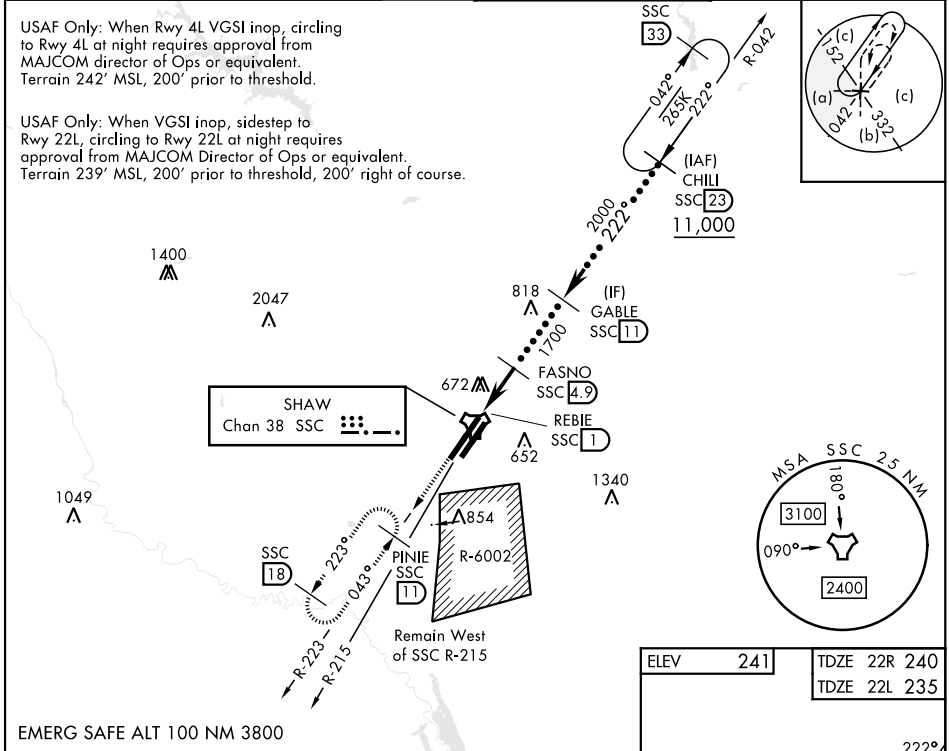 USAF Only: When Rwy 4L VGSI inop, circling
to Rwy 4L at night requires approval from
MAJCOM director of Ops or equivalent.
Terrain 242’ MSL, 200’ prior to threshold.
USAF Only: When VGSI inop, sidestep to
Rwy 22L, circling to Rwy 22L at night requires
approval from MAJCOM Director of Ops or equivalent.
Terrain 239’ MSL, 200’ prior to threshold, 200’ right of course.
SSC
33
R-042
042°
265K
222°
(IAF)
CHILI
SSC 23
11,000
(c)
152
(a)
(c)
042
(b)
332
2000
222°
1400
2047
818
(IF)
GABLE
SSC 11
1700
FASNO
SSC 4.9
672
SHAW
Chan 38 SSC
REBIE
SSC 1
652
1340
1049
854
R-6002
SSC
18
223°
043°
PINIE
SSC
11
Remain West
of SSC R-215
R-223
R-215
MSA SSC 25 NM
180°
3100
090°
2400
ELEV 241
TDZE 22R 240
TDZE 22L 235
222°
EMERG SAFE ALT 100 NM 3800